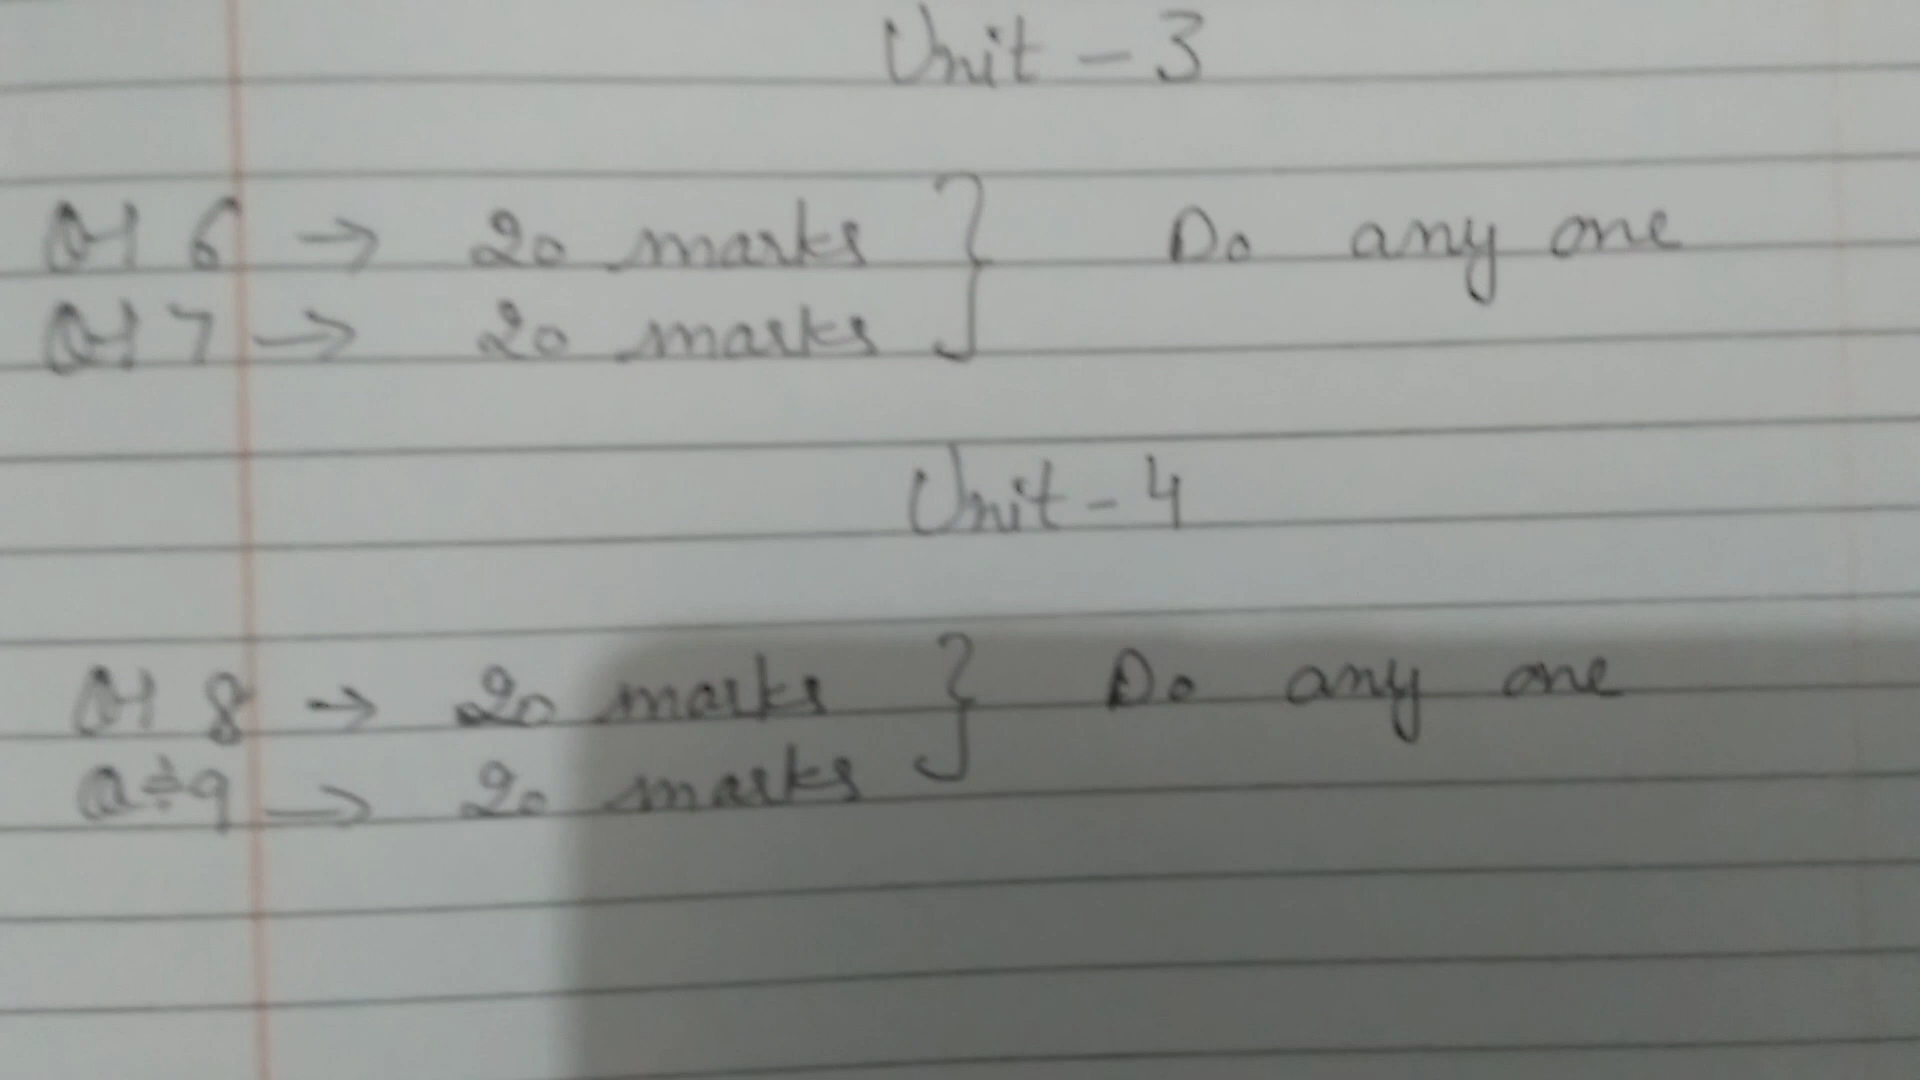 Unit - 3
Q 6 → 20 marks } Do any one
Q 7 → 20 marks
Unit - 4
Q 8 → 20 marks } Do any one
Q÷9 → 20 marks